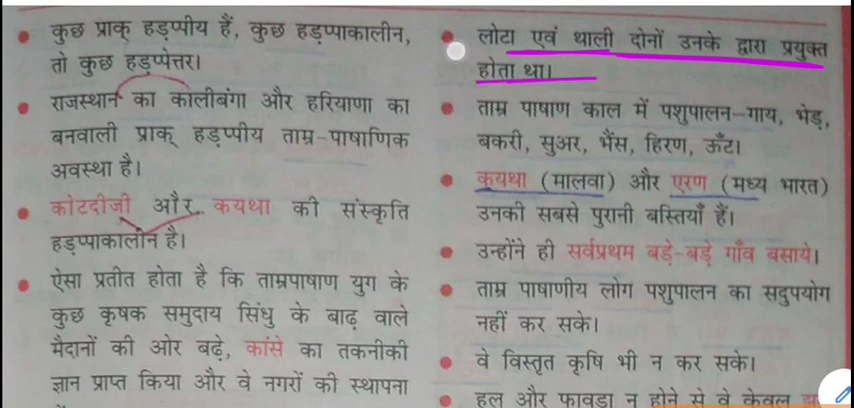 कुछ प्राक् हड़प्पीय हैं, कुछ हड़प्पाकालीन,
तो कुछ हड़प्पेत्तर।
राजस्थान का कालीबंगा और हरियाणा का
बनवाली प्राक् हड़प्पीय ताम्र-पाषाणिक
अवस्था है।
कोटदीजी और कयथा की संस्कृति
हड़प्पाकालीन है।
ऐसा प्रतीत होता है कि ताम्रपाषाण युग के
कुछ कृषक समुदाय सिंधु के बाढ़ वाले
मैदानों की ओर बढ़े, कांसे का तकनीकी
ज्ञान प्राप्त किया और वे नगरों की स्थापना
लोटा एवं थाली दोनों उनके द्वारा प्रयुक्त
होता था।
ताम्र पाषाण काल में पशुपालन-गाय, भेड़,
बकरी, सुअर, भैंस, हिरण, ऊँट।
कयथा (मालवा) और एरण (मध्य भारत)
उनकी सबसे पुरानी बस्तियाँ हैं।
उन्होंने ही सर्वप्रथम बड़े-बड़े गाँव बसाये।
ताम्र पाषाणीय लोग पशुपालन का सदुपयोग
नहीं कर सके।
वे विस्तृत कृषि भी न कर सके।
हल और फावड़ा न होने से वे केवल